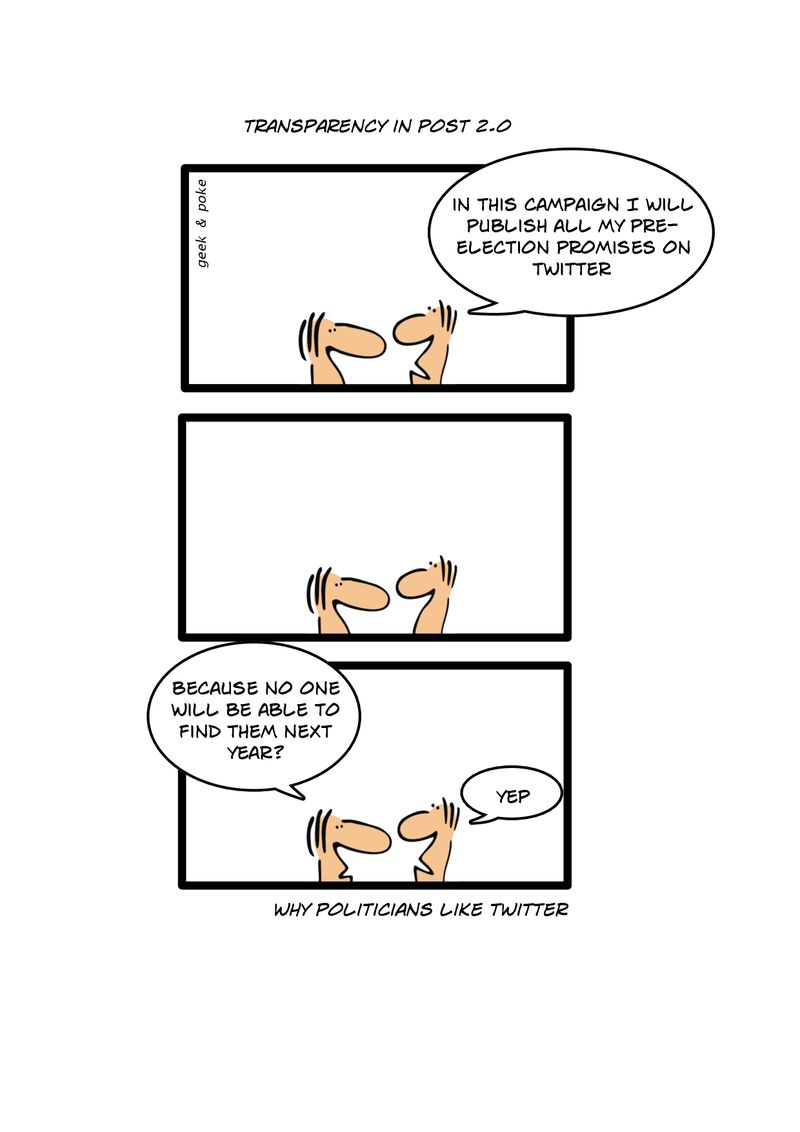 TRANSPARENCY IN POST 2.0
geek & poke
IN THIS CAMPAIGN I WILL
PUBLISH ALL MY PRE-
ELECTION PROMISES ON
TWITTER
BECAUSE NO ONE
WILL BE ABLE TO
FIND THEM NEXT
YEAR?
YEP
WHY POLITICIANS LIKE TWITTER